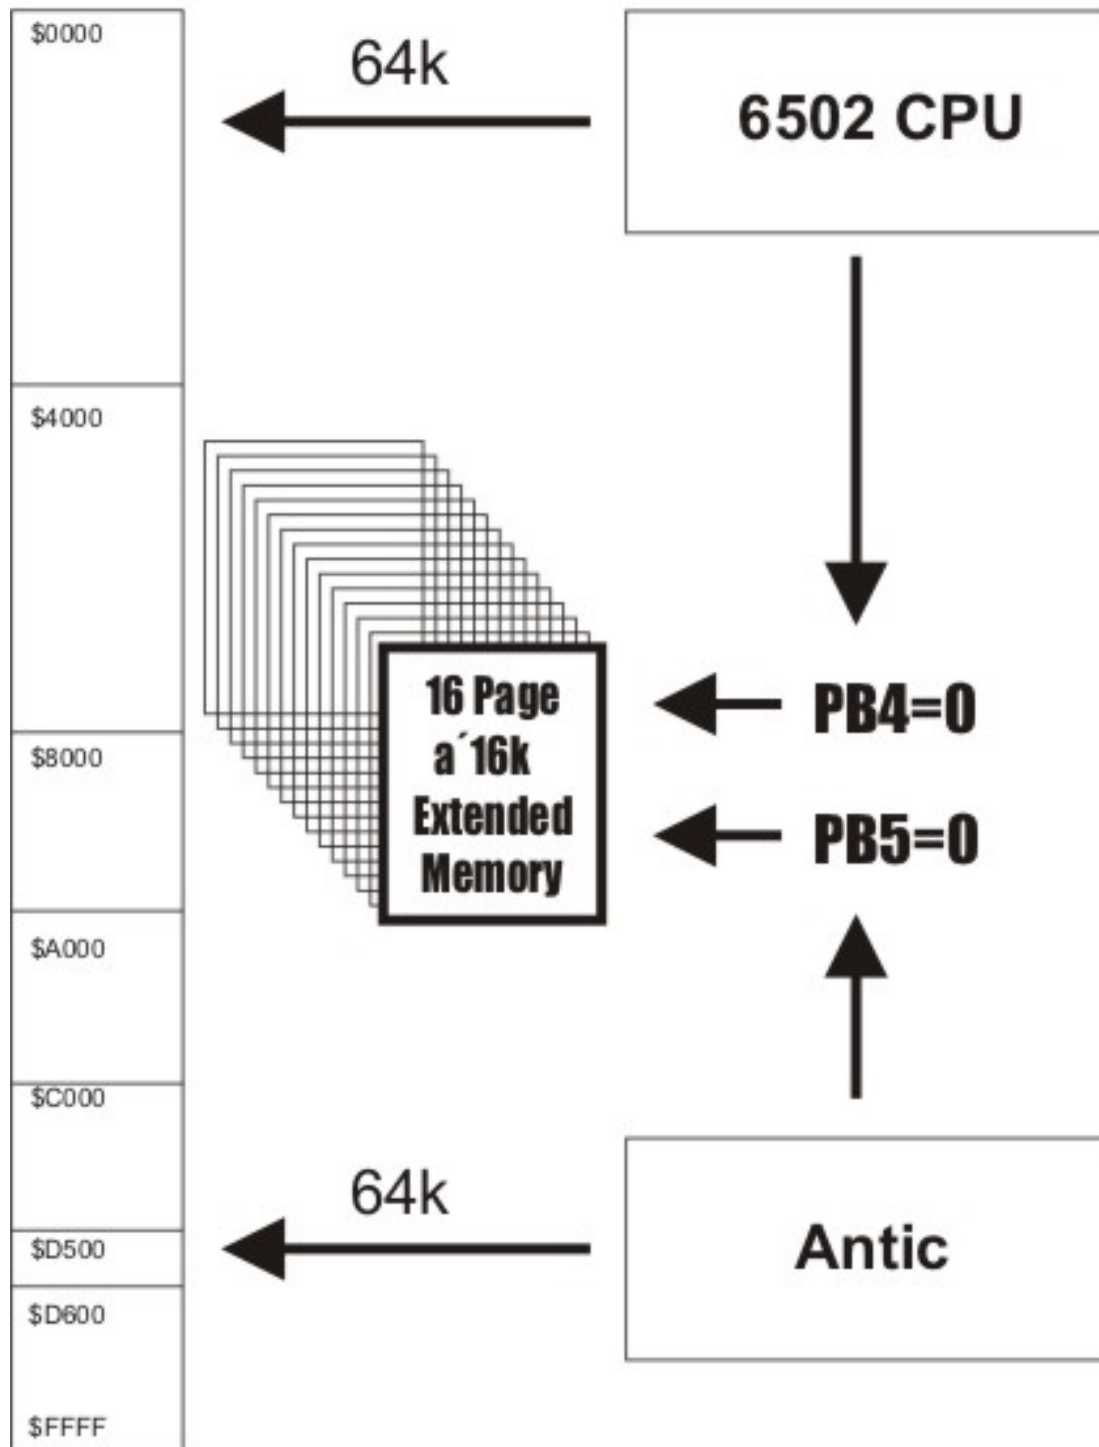 $0000
64k
6502 CPU
$4000
16 Page
a´16k
Extended
Memory
PB4=0
PB5=0
$8000
$A000
$C000
64k
Antic
$D500
$D600
$FFFF